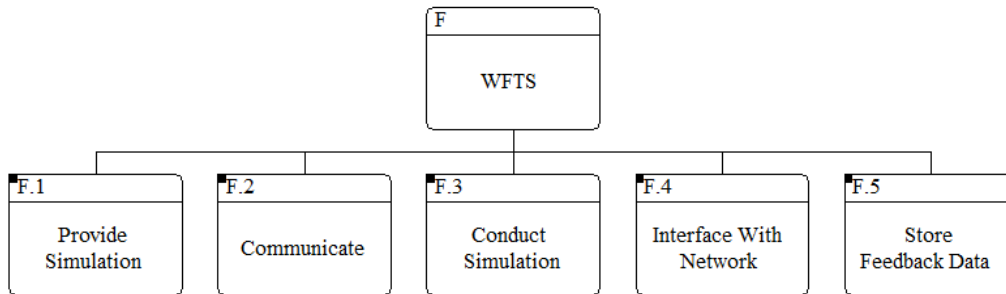 F
WFTS
F.1
Provide
Simulation
F.2
Communicate
F.3
Conduct
Simulation
F.4
Interface With
Network
F.5
Store
Feedback Data